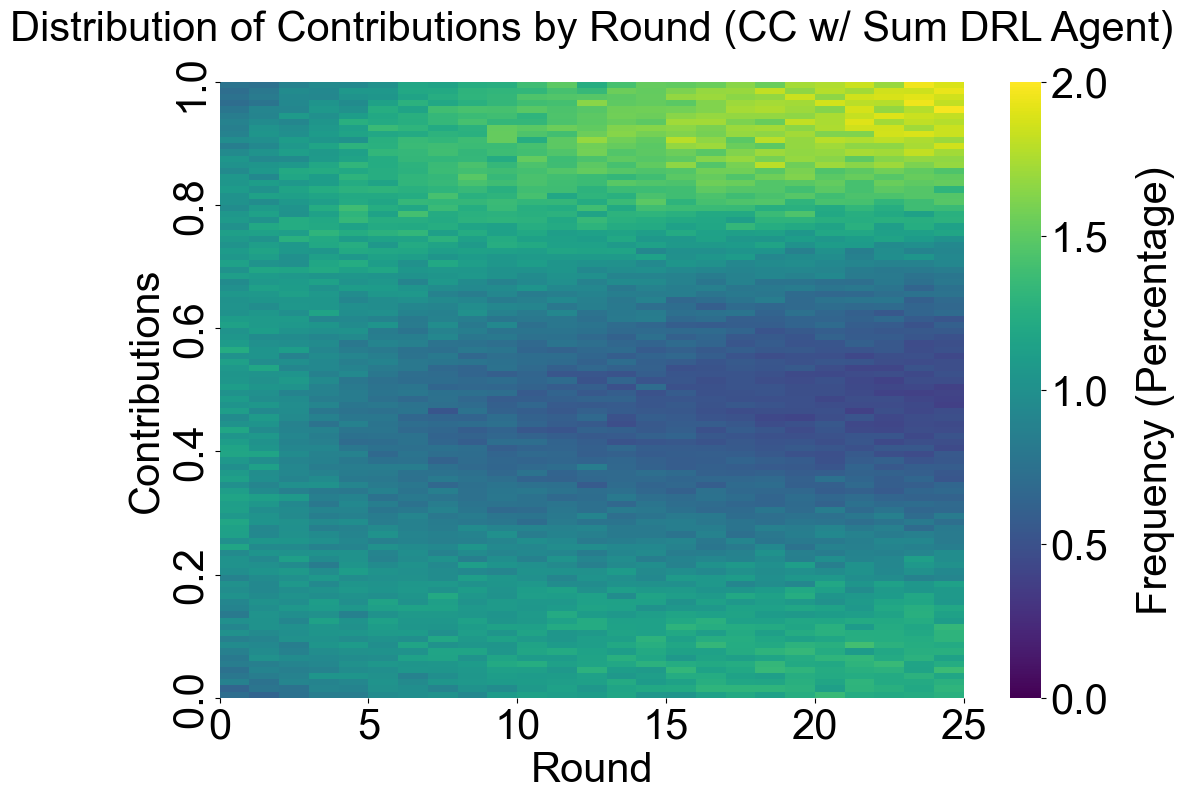 Distribution of Contributions by Round (CC w/ Sum DRL Agent)
Contributions
1.0
0.8
0.6
0.4
0.2
0.0
0 5 10 15 20 25
Round
2.0
1.5
1.0
0.5
0.0
Frequency (Percentage)